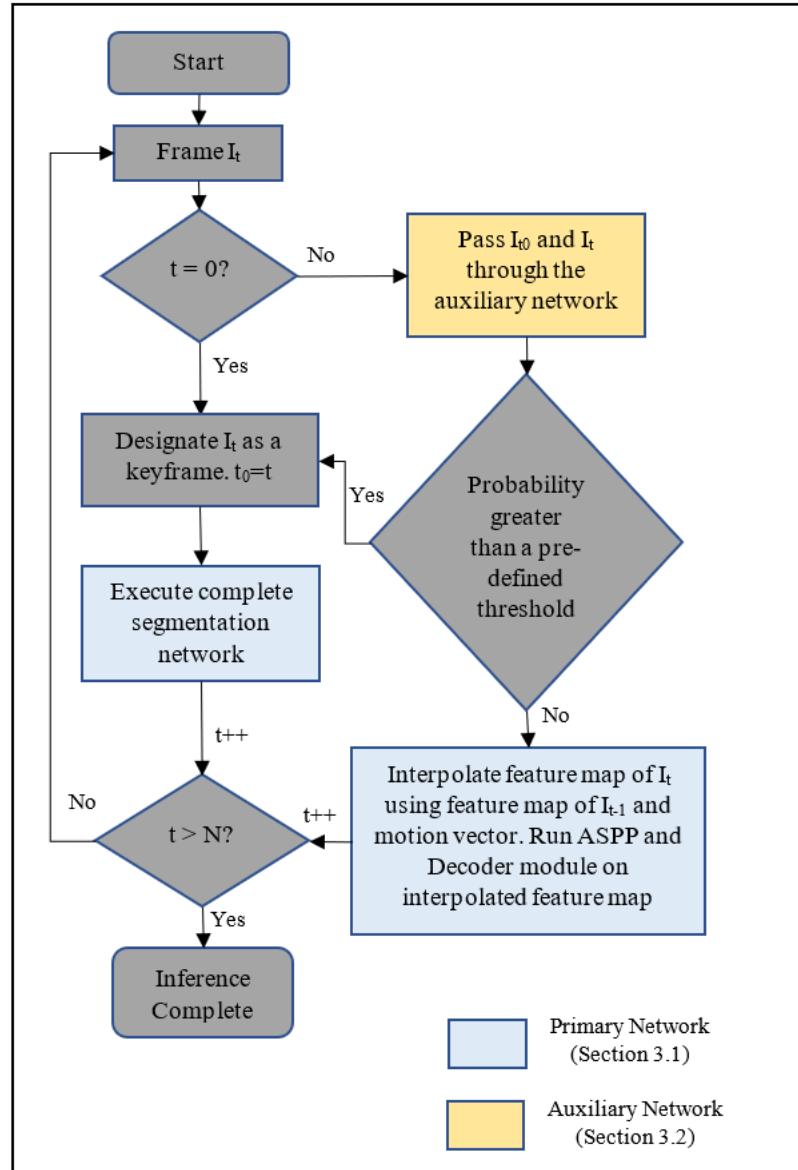 Start
Frame Iₜ
t = 0?
No
Pass Iₜ₀ and Iₜ
through the
auxiliary network
Yes
Designate Iₜ as a
keyframe. t₀=t
Yes
Probability
greater
than a pre-
defined
threshold
Execute complete
segmentation
network
No
t++
Interpolate feature map of Iₜ
using feature map of Iₜ₋₁ and
motion vector. Run ASPP and
Decoder module on
interpolated feature map
t++
No
t > N?
Yes
Inference
Complete
Primary Network
(Section 3.1)
Auxiliary Network
(Section 3.2)